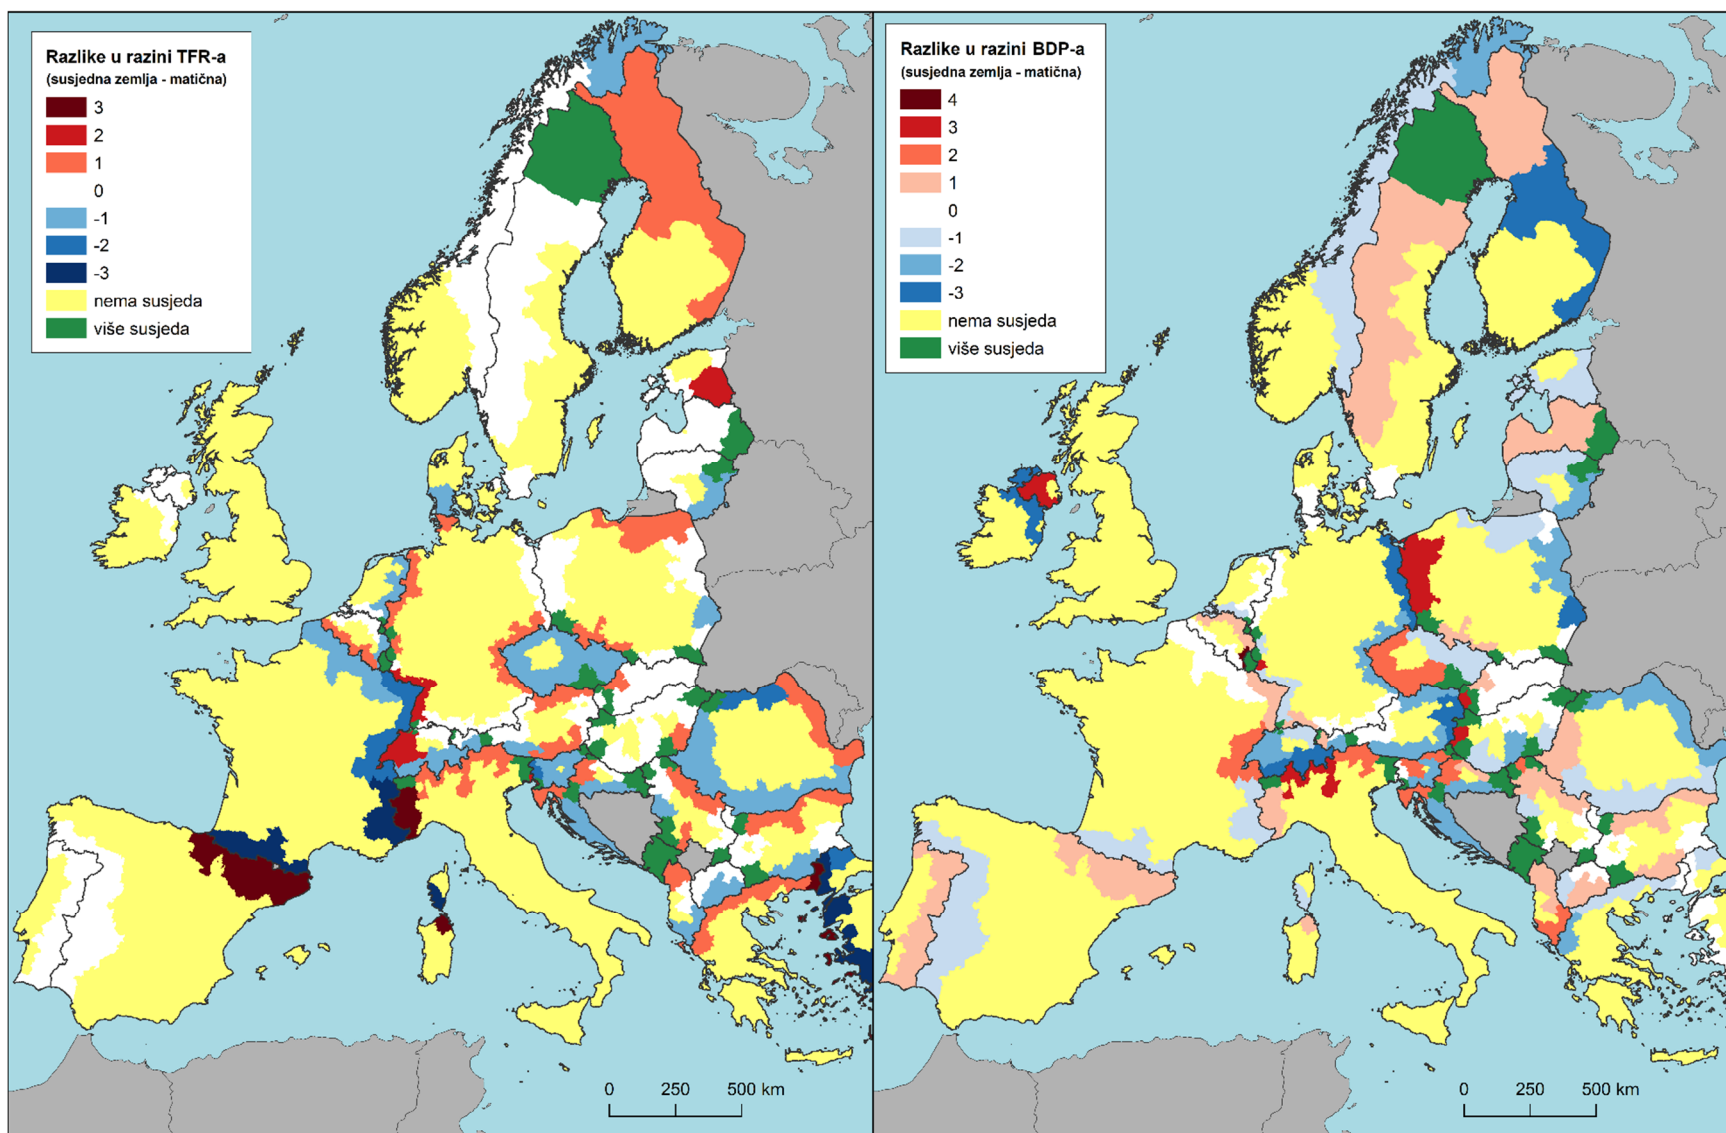 Razlike u razini TFR-a
(susjedna zemlja - matična)
3
2
1
0
-1
-2
-3
nema susjeda
više susjeda
0 250 500 km
Razlike u razini BDP-a
(susjedna zemlja - matična)
4
3
2
1
0
-1
-2
-3
nema susjeda
više susjeda
0 250 500 km